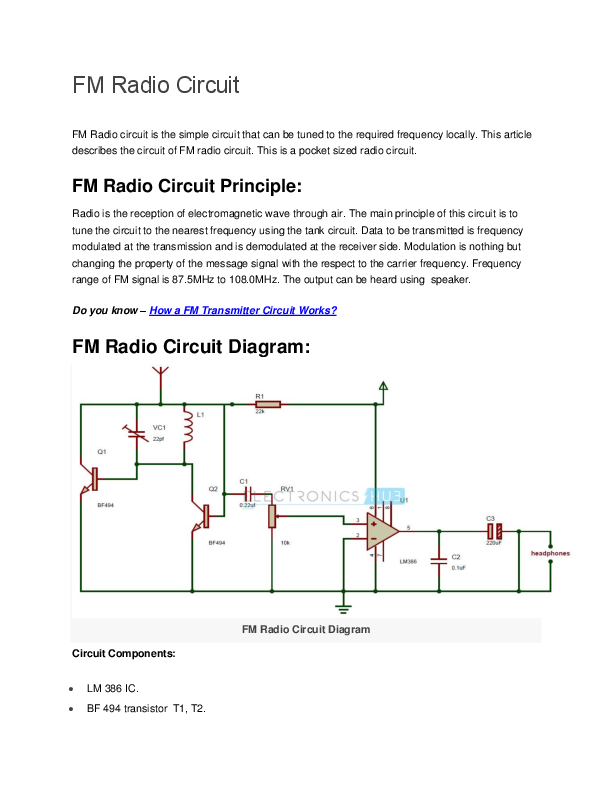 FM Radio Circuit
FM Radio circuit is the simple circuit that can be tuned to the required frequency locally. This article
describes the circuit of FM radio circuit. This is a pocket sized radio circuit.
FM Radio Circuit Principle:
Radio is the reception of electromagnetic wave through air. The main principle of this circuit is to
tune the circuit to the nearest frequency using the tank circuit. Data to be transmitted is frequency
modulated at the transmission and is demodulated at the receiver side. Modulation is nothing but
changing the property of the message signal with the respect to the carrier frequency. Frequency
range of FM signal is 87.5MHz to 108.0MHz. The output can be heard using speaker.
Do you know – How a FM Transmitter Circuit Works?
FM Radio Circuit Diagram:
R1
22k
L1
VC1
22pf
Q1
BF494
Q2
BF494
C1
0.22uf
RV1
10k
ELECTRONICS HUB
U1
6 1 8
3
2
5
4 7
LM386
C3
220uF
C2
0.1uF
headphones
FM Radio Circuit Diagram
Circuit Components:
LM 386 IC.
BF 494 transistor T1, T2.